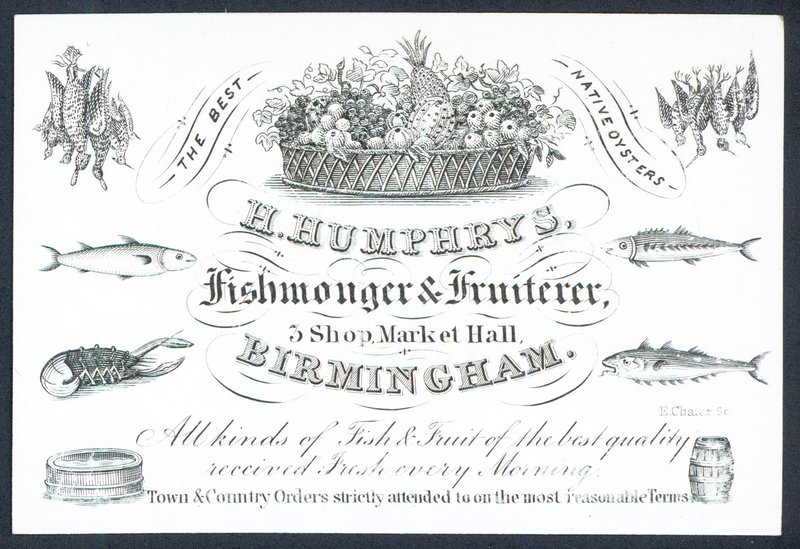 THE BEST
NATIVE OYSTERS
H. HUMPHRYS,
Fishmonger & Fruiterer,
3 Shop, Market Hall,
BIRMINGHAM.
E. Chater Sc.
All kinds of Fish & Fruit of the best quality
received Fresh every Morning.
Town & Country Orders strictly attended to on the most reasonable Terms.